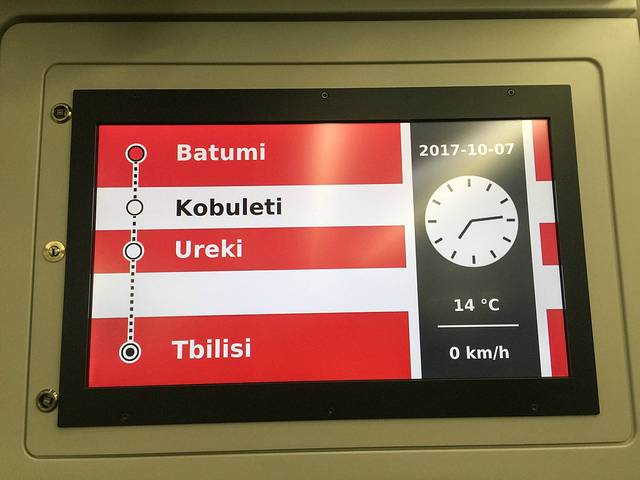 Batumi
Kobuleti
Ureki
Tbilisi
2017-10-07
14 °C
0 km/h